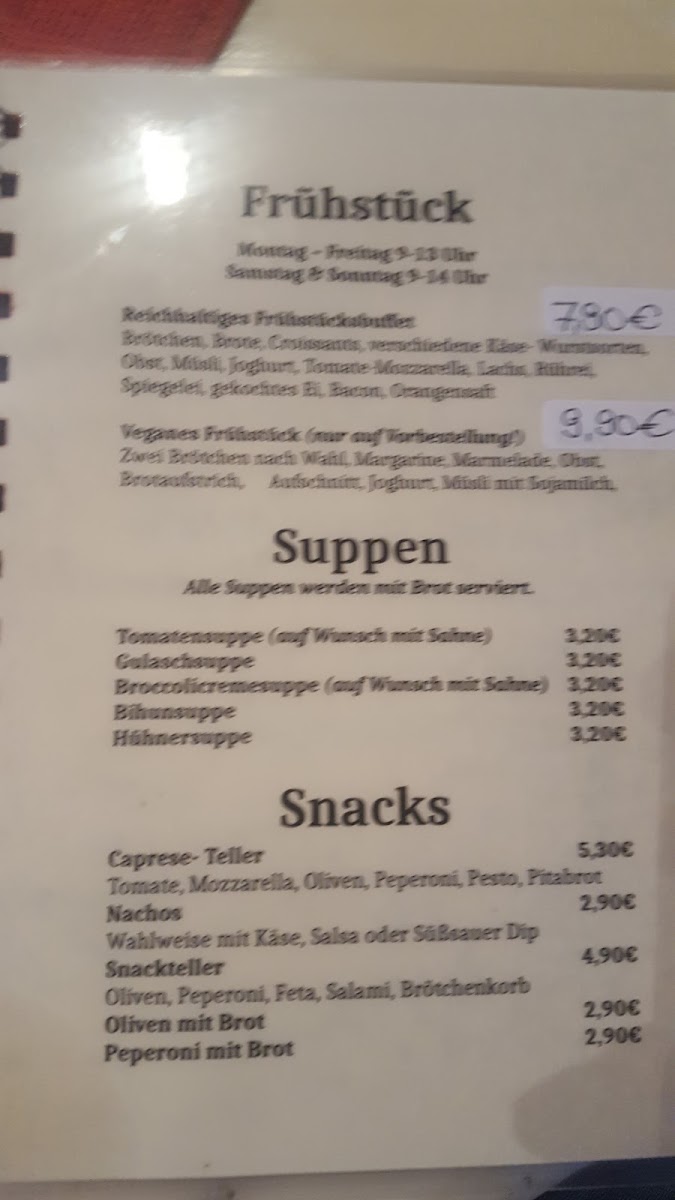 Frühstück
Montag – Freitag 9-13 Uhr
Samstag & Sonntag 9-14 Uhr
Reichhaltiges Frühstücksbuffet 7,90€
Brötchen, Brote, Croissants, verschiedene Käse- Wurstsorten,
Obst, Müsli, Joghurt, Tomate-Mozzarella, Lachs, Rührei,
Spiegelei, gekochtes Ei, Bacon, Orangensaft
Veganes Frühstück (nur auf Vorbestellung!) 9,90€
Zwei Brötchen nach Wahl, Margarine, Marmelade, Obst,
Brotaufstrich, Aufschnitt, Joghurt, Müsli mit Sojamilch,
Suppen
Alle Suppen werden mit Brot serviert.
Tomatensuppe (auf Wunsch mit Sahne) 3,20€
Gulaschsuppe 3,20€
Broccolicremesuppe (auf Wunsch mit Sahne) 3,20€
Bihunsuppe 3,20€
Hühnersuppe 3,20€
Snacks
Caprese- Teller 5,30€
Tomate, Mozzarella, Oliven, Peperoni, Pesto, Pitabrot
Nachos 2,90€
Wahlweise mit Käse, Salsa oder Süßsauer Dip
Snackteller 4,90€
Oliven, Peperoni, Feta, Salami, Brötchenkorb
Oliven mit Brot 2,90€
Peperoni mit Brot 2,90€